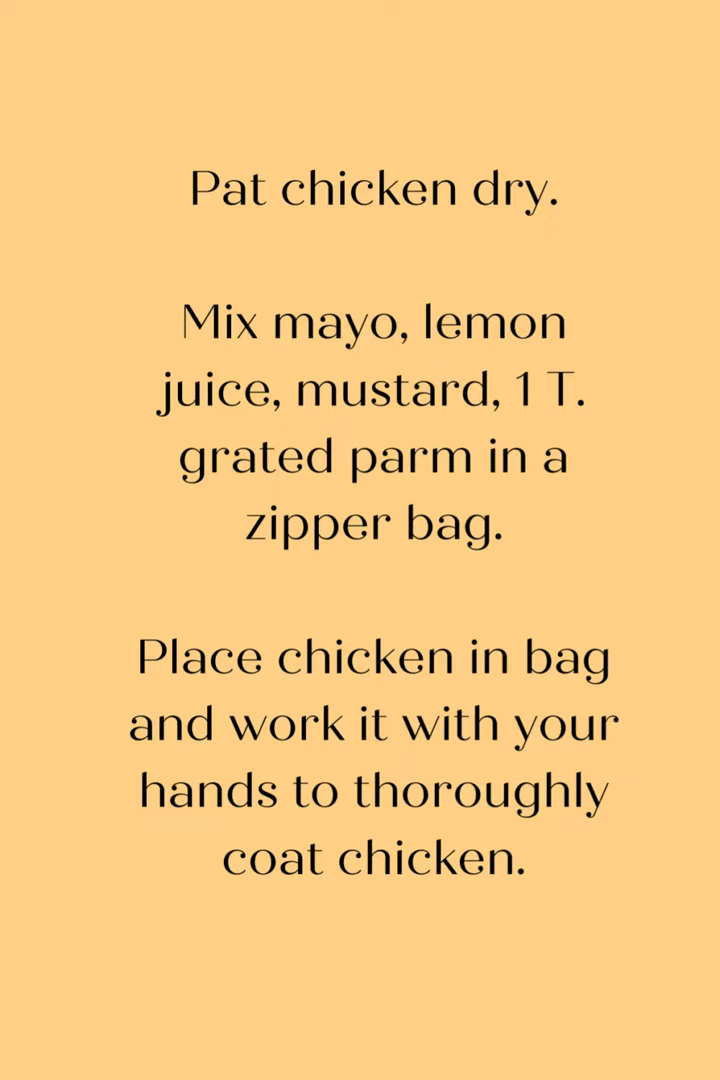 Pat chicken dry.
Mix mayo, lemon
juice, mustard, 1 T.
grated parm in a
zipper bag.
Place chicken in bag
and work it with your
hands to thoroughly
coat chicken.